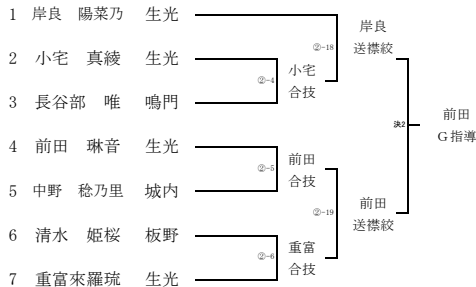 1 岸良 陽菜乃 生光
2 小宅 真綾 生光
3 長谷部 唯 鳴門
4 前田 琳音 生光
5 中野 稔乃里 城内
6 清水 姫桜 板野
7 重富來羅琉 生光
②-4
②-5
②-6
小宅
合技
前田
合技
重富
合技
②-18
②-19
岸良
送襟絞
前田
送襟絞
決2
前田
G指導